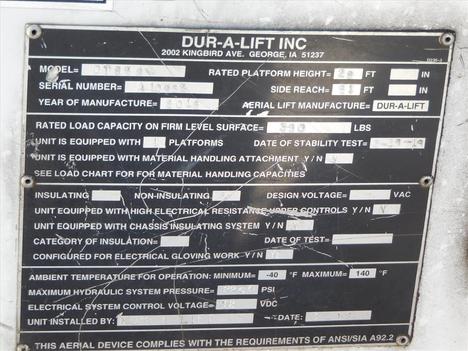 DUR-A-LIFT INC
2002 KINGBIRD AVE. GEORGE, IA 51237
MODEL= RATED PLATFORM HEIGHT= FT IN
SERIAL NUMBER= SIDE REACH= FT IN
YEAR OF MANUFACTURE= AERIAL LIFT MANUFACTURE= DUR-A-LIFT
RATED LOAD CAPACITY ON FIRM LEVEL SURFACE= LBS
UNIT IS EQUIPPED WITH PLATFORMS DATE OF STABILITY TEST=
UNIT IS EQUIPPED WITH MATERIAL HANDLING ATTACHMENT Y / N
SEE LOAD CHART FOR FOR MATERIAL HANDLING CAPACITIES
INSULATING NON-INSULATING DESIGN VOLTAGE= VAC
UNIT EQUIPPED WITH HIGH ELECTRICAL RESISTANCE UPPER CONTROLS Y / N Y
UNIT EQUIPPED WITH CHASSIS INSULATING SYSTEM Y / N
CATEGORY OF INSULATION= DATE OF TEST=
CONFIGURED FOR ELECTRICAL GLOVING WORK Y / N
AMBIENT TEMPERATURE FOR OPERATION: MINIMUM= -40 °F MAXIMUM= 140 °F
MAXIMUM HYDRAULIC SYSTEM PRESSURE= PSI
ELECTRICAL SYSTEM CONTROL VOLTAGE= VDC
UNIT INSTALLED BY: DATE:
THIS AERIAL DEVICE COMPLIES WITH THE REQUIREMENTS OF ANSI/SIA A92.2